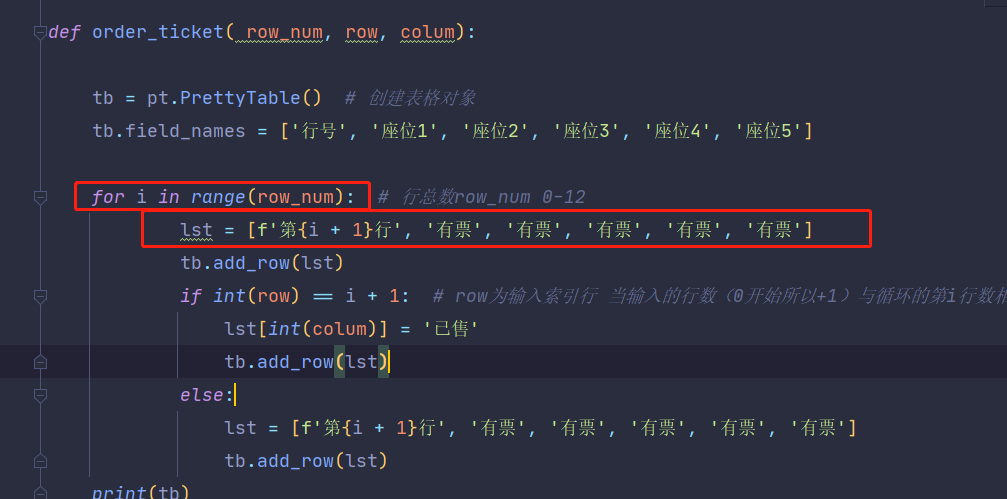 def order_ticket( row_num, row, colum):
tb = pt.PrettyTable()  # 创建表格对象
tb.field_names = ['行号', '座位1', '座位2', '座位3', '座位4', '座位5']
for i in range(row_num):  # 行总数row_num 0-12
lst = [f'第{i + 1}行', '有票', '有票', '有票', '有票', '有票']
tb.add_row(lst)
if int(row) == i + 1:  # row为输入索引行 当输入的行数（0开始所以+1）与循环的第i行数
lst[int(colum)] = '已售'
tb.add_row(lst)
else:
lst = [f'第{i + 1}行', '有票', '有票', '有票', '有票', '有票']
tb.add_row(lst)
print(tb)